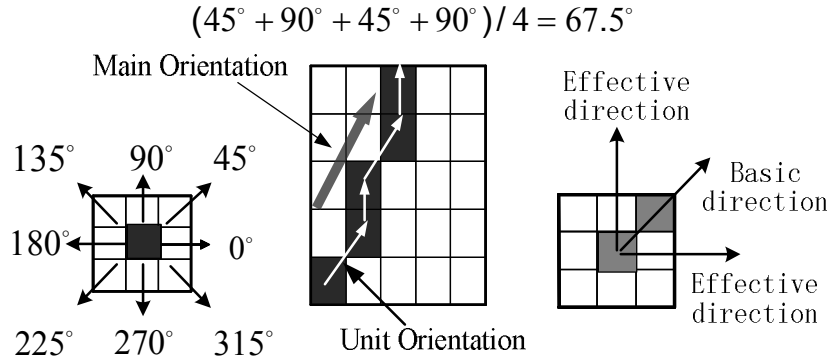 (45° + 90° + 45° + 90°) / 4 = 67.5°
Main Orientation
135° 90° 45°
180° 0°
225° 270° 315°
Unit Orientation
Effective
direction
Basic
direction
Effective
direction